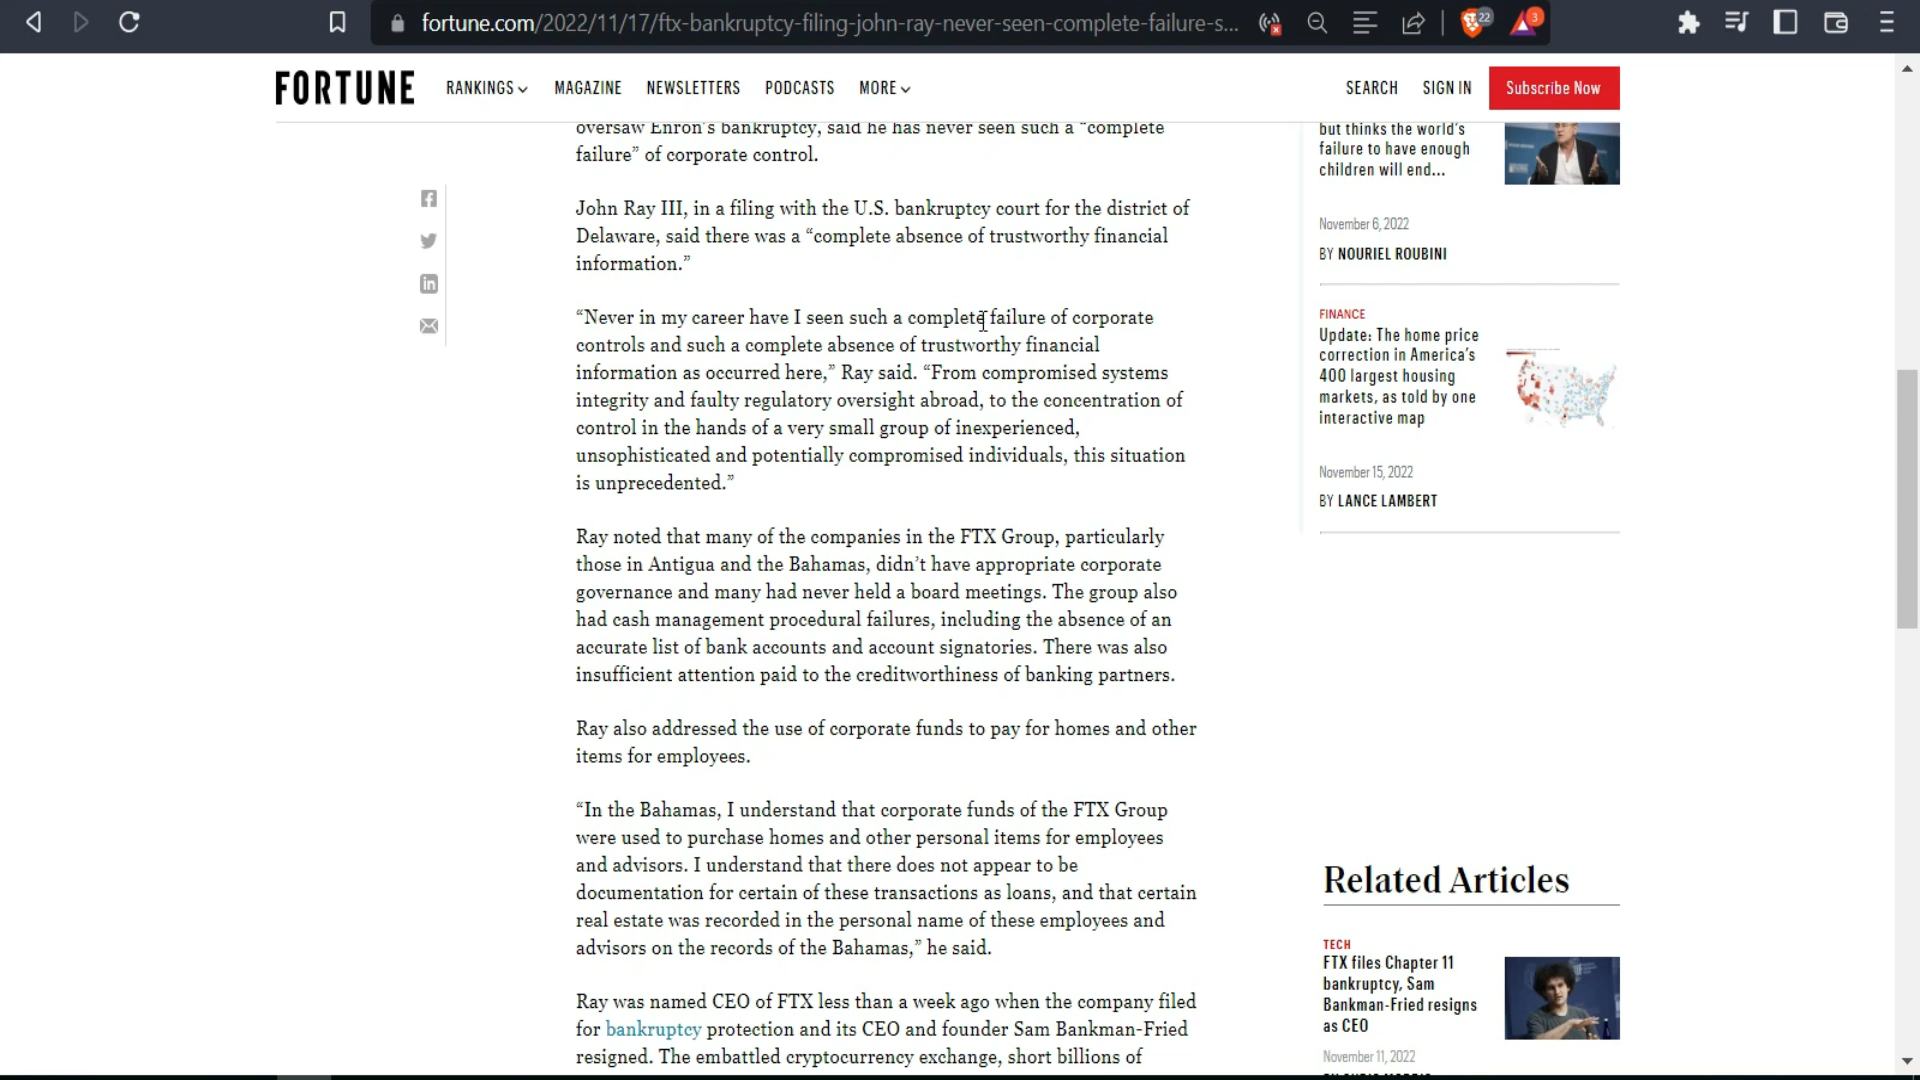 fortune.com/2022/11/17/ftx-bankruptcy-filing-john-ray-never-seen-complete-failure-s...
22
3
FORTUNE
RANKINGS
MAGAZINE
NEWSLETTERS
PODCASTS
MORE
SEARCH
SIGN IN
Subscribe Now
oversaw Enron's bankruptcy, said he has never seen such a “complete
failure” of corporate control.
John Ray III, in a filing with the U.S. bankruptcy court for the district of
Delaware, said there was a “complete absence of trustworthy financial
information.”
“Never in my career have I seen such a complete failure of corporate
controls and such a complete absence of trustworthy financial
information as occurred here,” Ray said. “From compromised systems
integrity and faulty regulatory oversight abroad, to the concentration of
control in the hands of a very small group of inexperienced,
unsophisticated and potentially compromised individuals, this situation
is unprecedented.”
Ray noted that many of the companies in the FTX Group, particularly
those in Antigua and the Bahamas, didn’t have appropriate corporate
governance and many had never held a board meetings. The group also
had cash management procedural failures, including the absence of an
accurate list of bank accounts and account signatories. There was also
insufficient attention paid to the creditworthiness of banking partners.
Ray also addressed the use of corporate funds to pay for homes and other
items for employees.
“In the Bahamas, I understand that corporate funds of the FTX Group
were used to purchase homes and other personal items for employees
and advisors. I understand that there does not appear to be
documentation for certain of these transactions as loans, and that certain
real estate was recorded in the personal name of these employees and
advisors on the records of the Bahamas,” he said.
Ray was named CEO of FTX less than a week ago when the company filed
for bankruptcy protection and its CEO and founder Sam Bankman-Fried
resigned. The embattled cryptocurrency exchange, short billions of
but thinks the world’s
failure to have enough
children will end...
November 6, 2022
BY NOURIEL ROUBINI
FINANCE
Update: The home price
correction in America’s
400 largest housing
markets, as told by one
interactive map
November 15, 2022
BY LANCE LAMBERT
Related Articles
TECH
FTX files Chapter 11
bankruptcy, Sam
Bankman-Fried resigns
as CEO
November 11, 2022